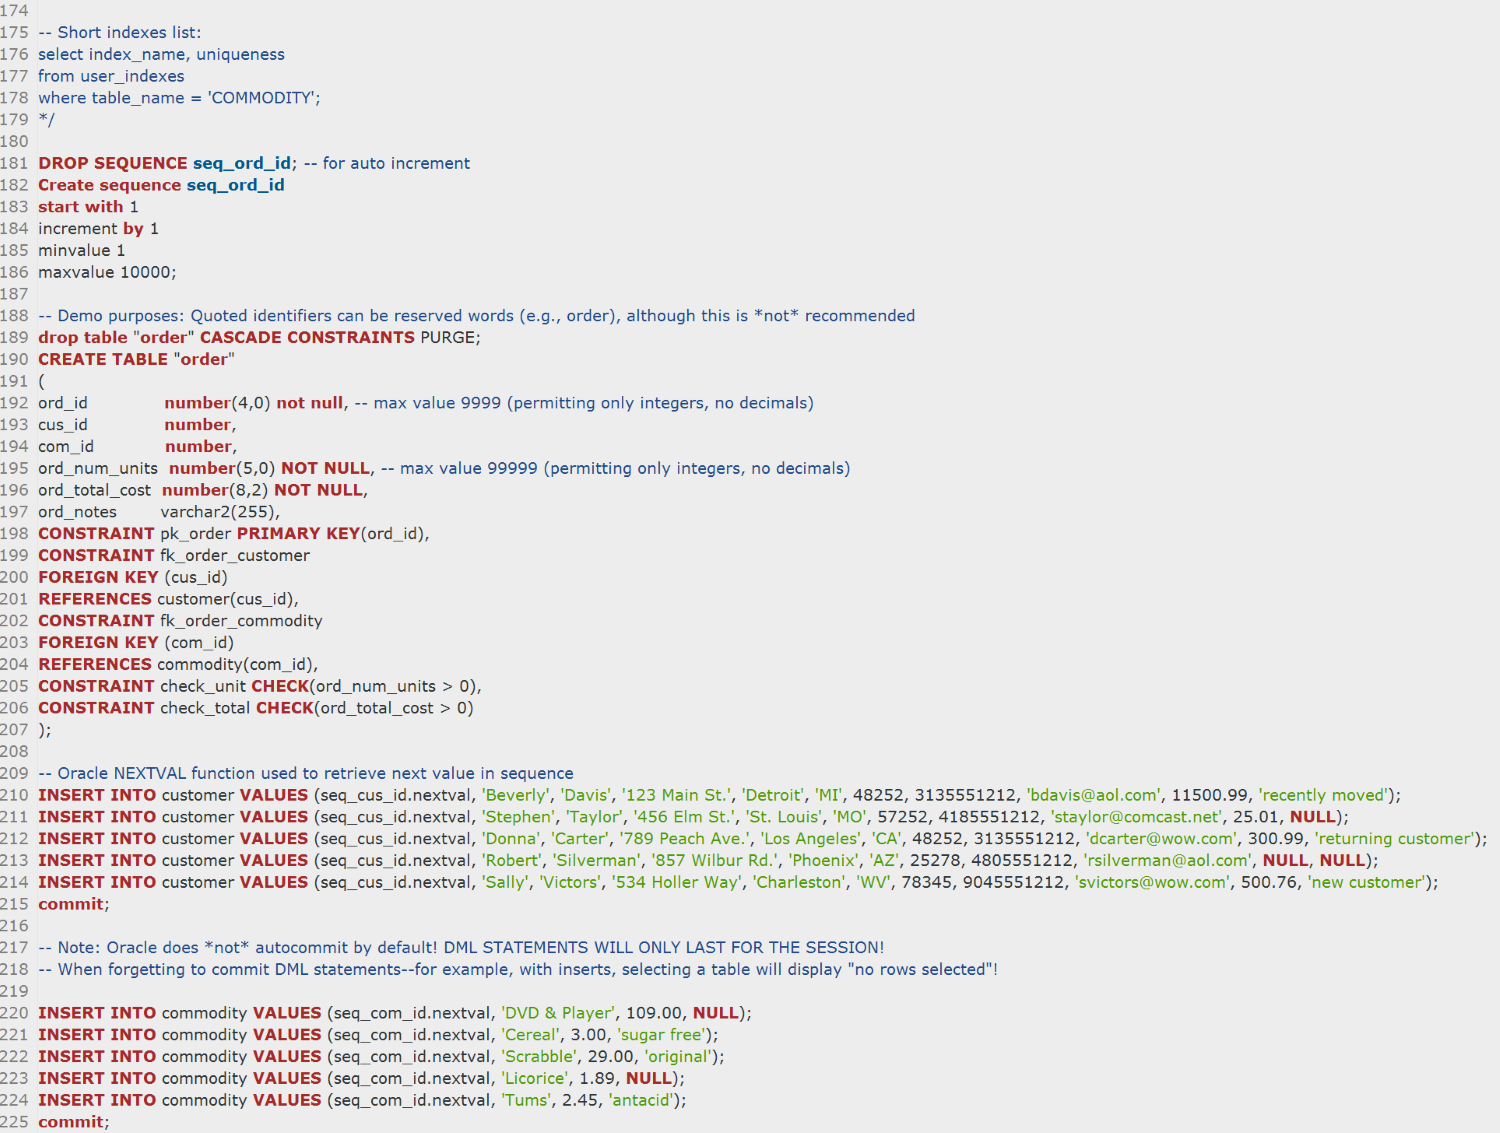 174
175 -- Short indexes list:
176 select index_name, uniqueness
177 from user_indexes
178 where table_name = 'COMMODITY';
179 */
180
181 DROP SEQUENCE seq_ord_id; -- for auto increment
182 Create sequence seq_ord_id
183 start with 1
184 increment by 1
185 minvalue 1
186 maxvalue 10000;
187
188 -- Demo purposes: Quoted identifiers can be reserved words (e.g., order), although this is *not* recommended
189 drop table "order" CASCADE CONSTRAINTS PURGE;
190 CREATE TABLE "order"
191 (
192 ord_id number(4,0) not null, -- max value 9999 (permitting only integers, no decimals)
193 cus_id number,
194 com_id number,
195 ord_num_units number(5,0) NOT NULL, -- max value 99999 (permitting only integers, no decimals)
196 ord_total_cost number(8,2) NOT NULL,
197 ord_notes varchar2(255),
198 CONSTRAINT pk_order PRIMARY KEY(ord_id),
199 CONSTRAINT fk_order_customer
200 FOREIGN KEY (cus_id)
201 REFERENCES customer(cus_id),
202 CONSTRAINT fk_order_commodity
203 FOREIGN KEY (com_id)
204 REFERENCES commodity(com_id),
205 CONSTRAINT check_unit CHECK(ord_num_units > 0),
206 CONSTRAINT check_total CHECK(ord_total_cost > 0)
207 );
208
209 -- Oracle NEXTVAL function used to retrieve next value in sequence
210 INSERT INTO customer VALUES (seq_cus_id.nextval, 'Beverly', 'Davis', '123 Main St.', 'Detroit', 'MI', 48252, 3135551212, 'bdavis@aol.com', 11500.99, 'recently moved');
211 INSERT INTO customer VALUES (seq_cus_id.nextval, 'Stephen', 'Taylor', '456 Elm St.', 'St. Louis', 'MO', 57252, 4185551212, 'staylor@comcast.net', 25.01, NULL);
212 INSERT INTO customer VALUES (seq_cus_id.nextval, 'Donna', 'Carter', '789 Peach Ave.', 'Los Angeles', 'CA', 48252, 3135551212, 'dcarter@wow.com', 300.99, 'returning customer');
213 INSERT INTO customer VALUES (seq_cus_id.nextval, 'Robert', 'Silverman', '857 Wilbur Rd.', 'Phoenix', 'AZ', 25278, 4805551212, 'rsilverman@aol.com', NULL, NULL);
214 INSERT INTO customer VALUES (seq_cus_id.nextval, 'Sally', 'Victors', '534 Holler Way', 'Charleston', 'WV', 78345, 9045551212, 'svictors@wow.com', 500.76, 'new customer');
215 commit;
216
217 -- Note: Oracle does *not* autocommit by default! DML STATEMENTS WILL ONLY LAST FOR THE SESSION!
218 -- When forgetting to commit DML statements--for example, with inserts, selecting a table will display "no rows selected"!
219
220 INSERT INTO commodity VALUES (seq_com_id.nextval, 'DVD & Player', 109.00, NULL);
221 INSERT INTO commodity VALUES (seq_com_id.nextval, 'Cereal', 3.00, 'sugar free');
222 INSERT INTO commodity VALUES (seq_com_id.nextval, 'Scrabble', 29.00, 'original');
223 INSERT INTO commodity VALUES (seq_com_id.nextval, 'Licorice', 1.89, NULL);
224 INSERT INTO commodity VALUES (seq_com_id.nextval, 'Tums', 2.45, 'antacid');
225 commit;